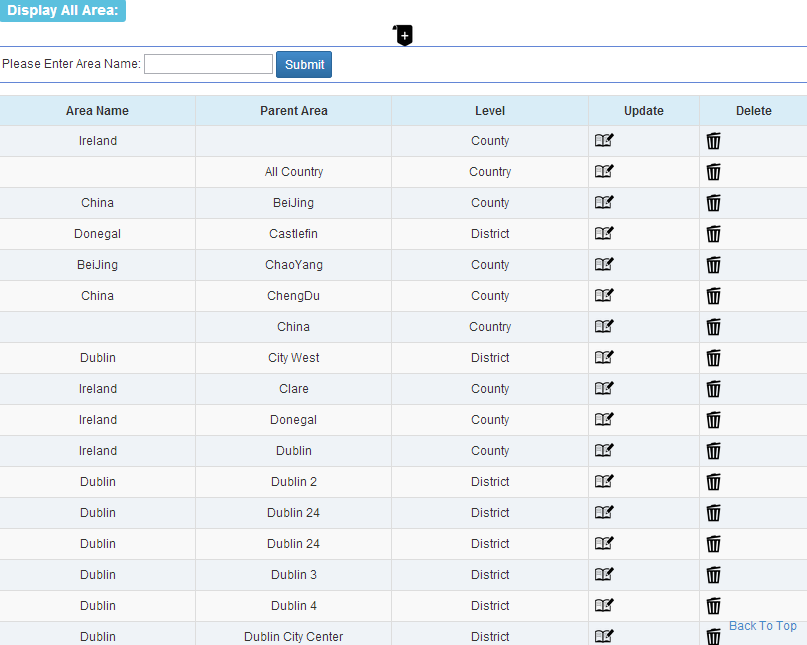 Display All Area:
Please Enter Area Name: Submit
Area Name Parent Area Level Update Delete
Ireland County
All Country Country
China BeiJing County
Donegal Castlefin District
BeiJing ChaoYang County
China ChengDu County
China Country
Dublin City West District
Ireland Clare County
Ireland Donegal County
Ireland Dublin County
Dublin Dublin 2 District
Dublin Dublin 24 District
Dublin Dublin 24 District
Dublin Dublin 3 District
Dublin Dublin 4 District
Back To Top
Dublin Dublin City Center District